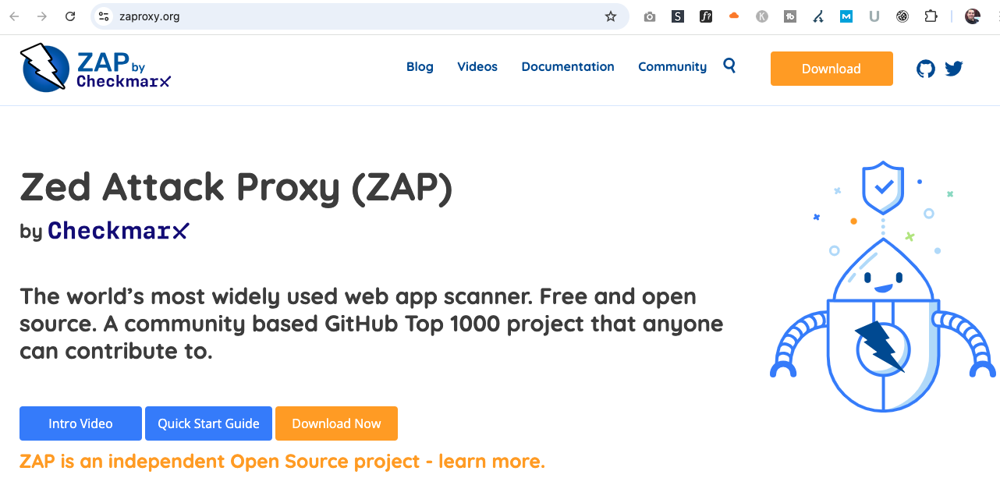 zaproxy.org
ZAP by
Checkmarx
Blog Videos Documentation Community Download
Zed Attack Proxy (ZAP)
by Checkmarx
The world’s most widely used web app scanner. Free and open
source. A community based GitHub Top 1000 project that anyone
can contribute to.
Intro Video Quick Start Guide Download Now
ZAP is an independent Open Source project - learn more.